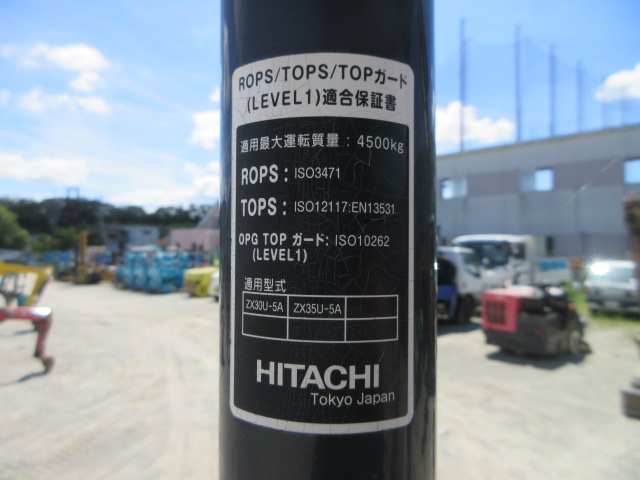 ROPS/TOPS/TOPガード
(LEVEL1)適合保証書
適用最大運転質量：4500kg
ROPS：ISO3471
TOPS：ISO12117:EN13531
OPG TOP ガード：ISO10262
(LEVEL1)
適用型式
ZX30U-5A ZX35U-5A
HITACHI
Tokyo Japan